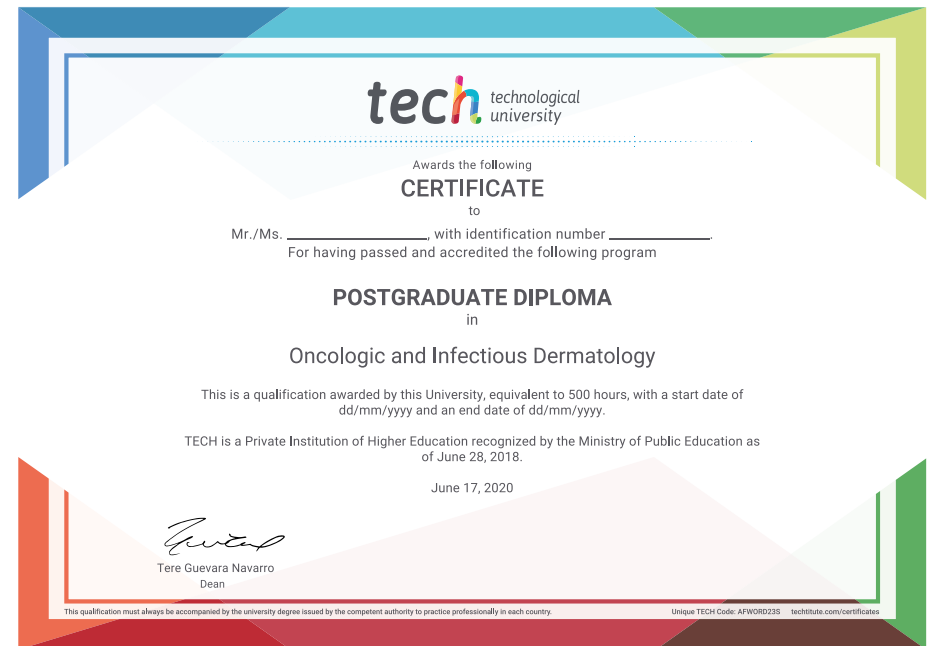 tech technological
university
Awards the following
CERTIFICATE
to
Mr./Ms. ____________________, with identification number ______________.
For having passed and accredited the following program
POSTGRADUATE DIPLOMA
in
Oncologic and Infectious Dermatology
This is a qualification awarded by this University, equivalent to 500 hours, with a start date of
dd/mm/yyyy and an end date of dd/mm/yyyy.
TECH is a Private Institution of Higher Education recognized by the Ministry of Public Education as
of June 28, 2018.
June 17, 2020
Tere Guevara Navarro
Dean
This qualification must always be accompanied by the university degree issued by the competent authority to practice professionally in each country. Unique TECH Code: AFWORD23S techtitute.com/certificates